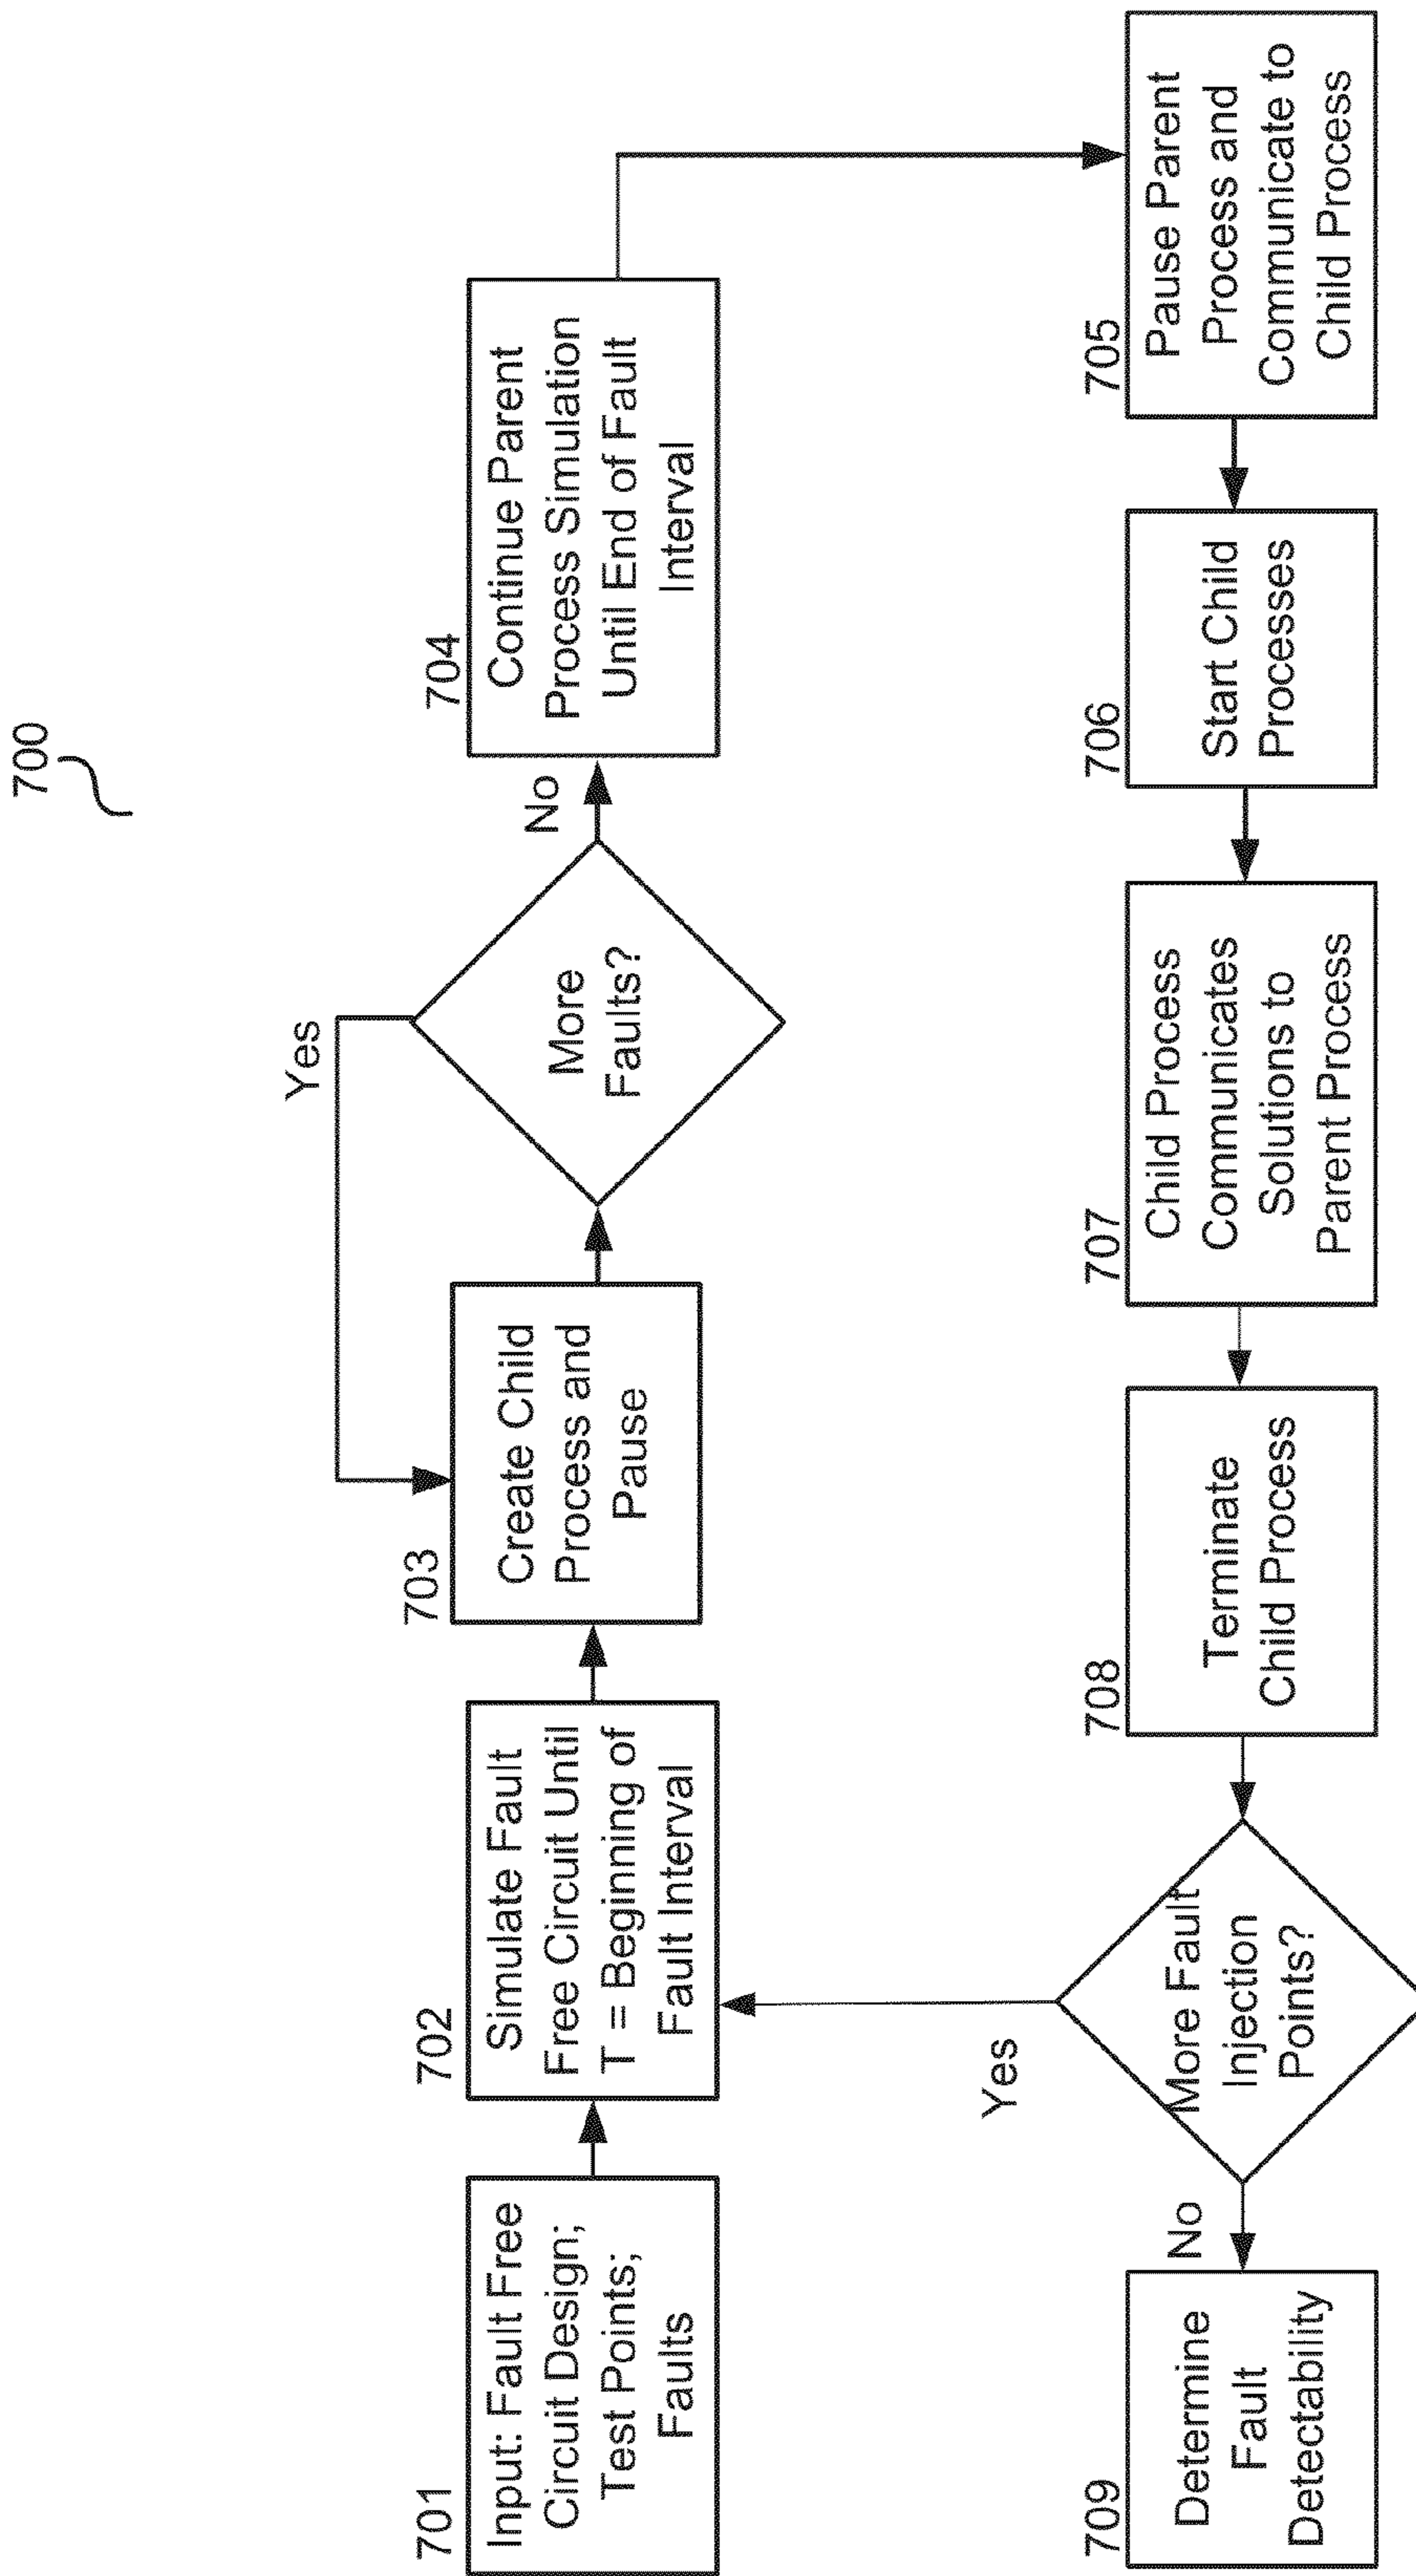 700
701
Input: Fault Free
Circuit Design;
Test Points;
Faults
702
Simulate Fault
Free Circuit Until
T = Beginning of
Fault Interval
703
Create Child
Process and
Pause
Yes
More
Faults?
No
704
Continue Parent
Process Simulation
Until End of Fault
Interval
705
Pause Parent
Process and
Communicate to
Child Process
706
Start Child
Processes
707
Child Process
Communicates
Solutions to
Parent Process
708
Terminate
Child Process
More Fault
Injection
Points?
Yes
No
709
Determine
Fault
Detectability